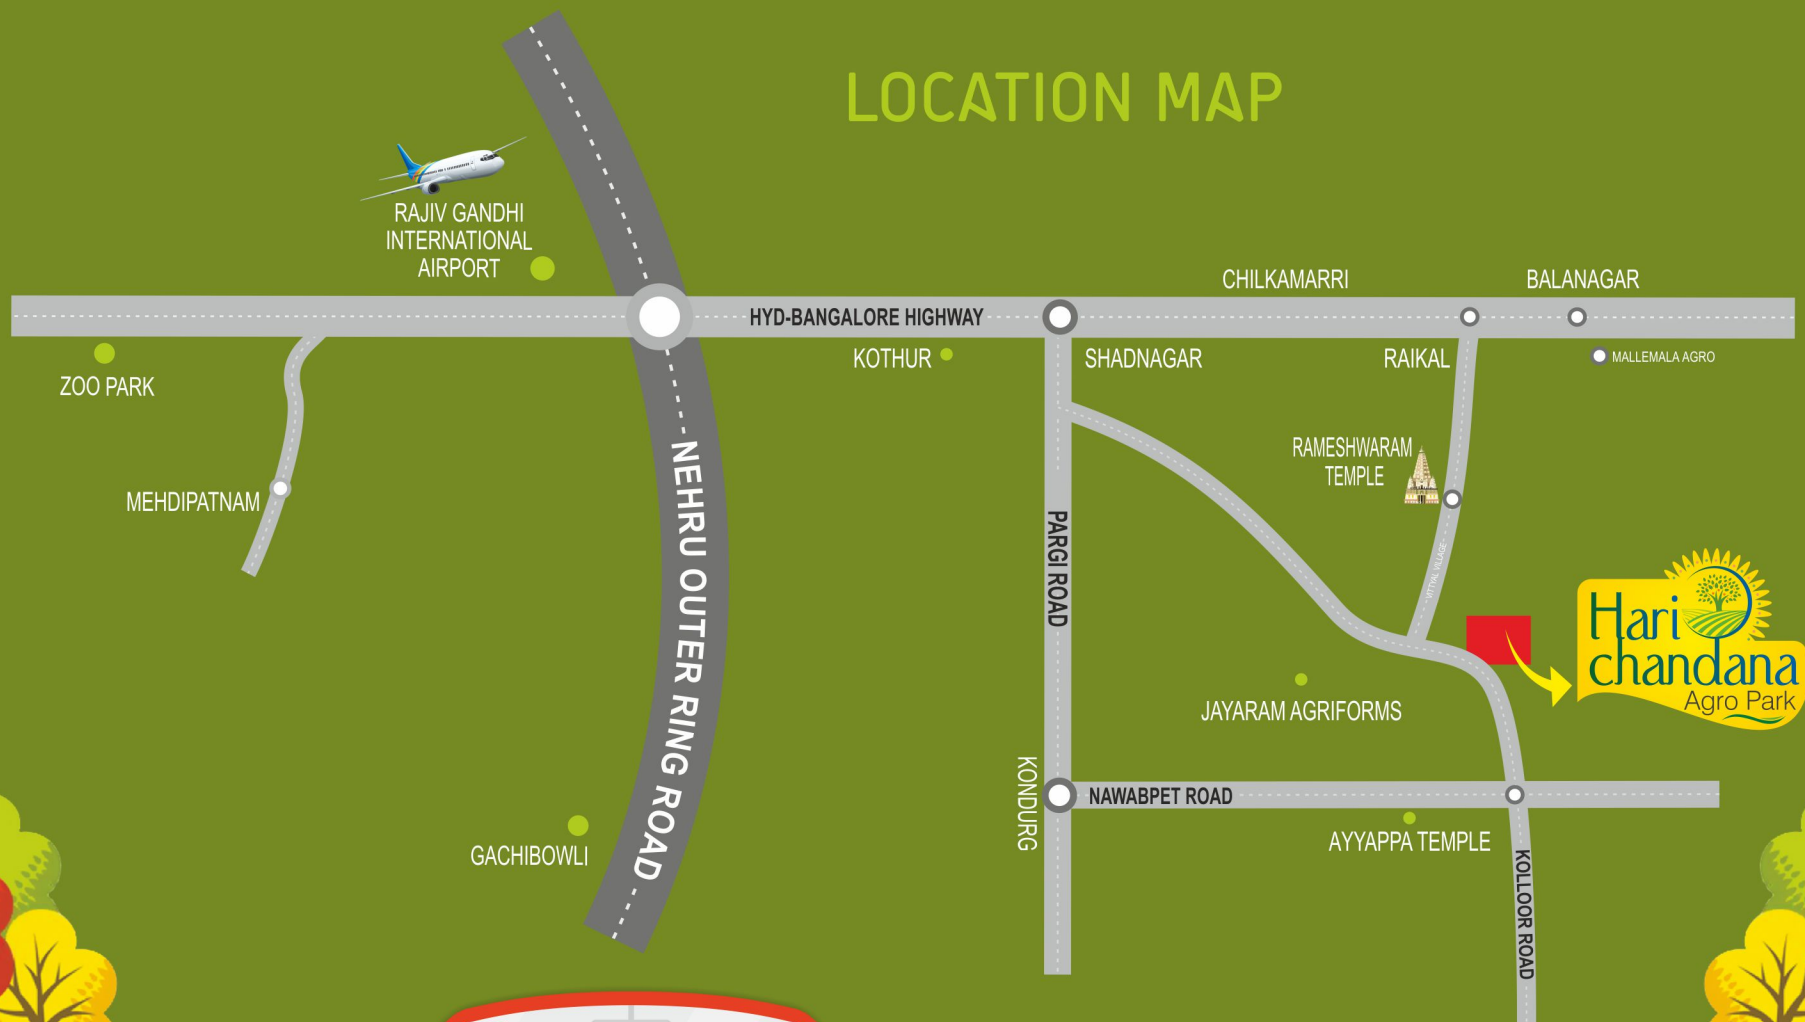 LOCATION MAP
RAJIV GANDHI
INTERNATIONAL
AIRPORT
CHILKAMARRI
BALANAGAR
HYD-BANGALORE HIGHWAY
ZOO PARK
KOTHUR
SHADNAGAR
RAIKAL
MALLEMALA AGRO
MEHDIPATNAM
NEHRU OUTER RING ROAD
PARGI ROAD
RAMESHWARAM
TEMPLE
VITTYAL VILLAGE
Hari
chandana
Agro Park
JAYARAM AGRIFORMS
KONDURG
NAWABPET ROAD
AYYAPPA TEMPLE
GACHIBOWLI
KOLLOOR ROAD